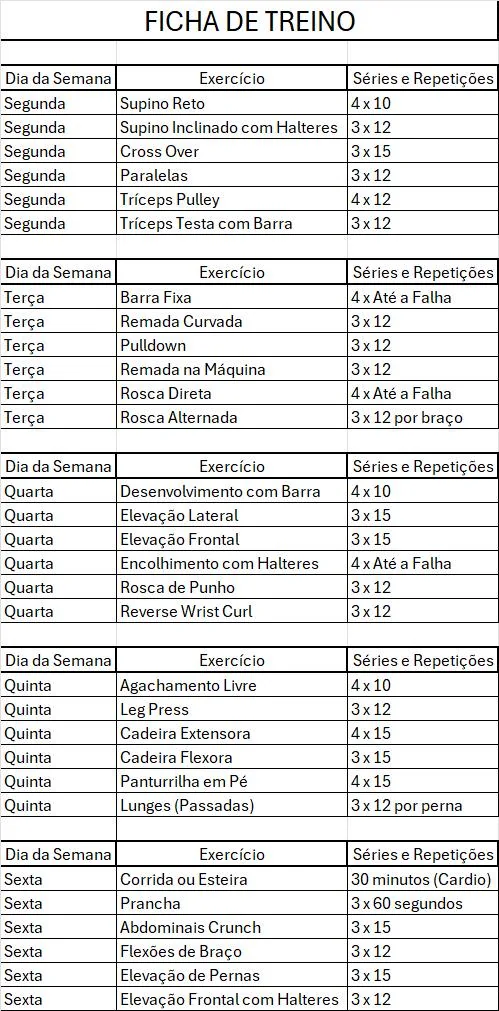 FICHA DE TREINO
Dia da Semana Exercício Séries e Repetições
Segunda Supino Reto 4 x 10
Segunda Supino Inclinado com Halteres 3 x 12
Segunda Cross Over 3 x 15
Segunda Paralelas 3 x 12
Segunda Tríceps Pulley 4 x 12
Segunda Tríceps Testa com Barra 3 x 12
Dia da Semana Exercício Séries e Repetições
Terça Barra Fixa 4 x Até a Falha
Terça Remada Curvada 3 x 12
Terça Pulldown 3 x 12
Terça Remada na Máquina 3 x 12
Terça Rosca Direta 4 x Até a Falha
Terça Rosca Alternada 3 x 12 por braço
Dia da Semana Exercício Séries e Repetições
Quarta Desenvolvimento com Barra 4 x 10
Quarta Elevação Lateral 3 x 15
Quarta Elevação Frontal 3 x 15
Quarta Encolhimento com Halteres 4 x Até a Falha
Quarta Rosca de Punho 3 x 12
Quarta Reverse Wrist Curl 3 x 12
Dia da Semana Exercício Séries e Repetições
Quinta Agachamento Livre 4 x 10
Quinta Leg Press 3 x 12
Quinta Cadeira Extensora 4 x 15
Quinta Cadeira Flexora 3 x 15
Quinta Panturrilha em Pé 4 x 15
Quinta Lunges (Passadas) 3 x 12 por perna
Dia da Semana Exercício Séries e Repetições
Sexta Corrida ou Esteira 30 minutos (Cardio)
Sexta Prancha 3 x 60 segundos
Sexta Abdominais Crunch 3 x 15
Sexta Flexões de Braço 3 x 12
Sexta Elevação de Pernas 3 x 15
Sexta Elevação Frontal com Halteres 3 x 12